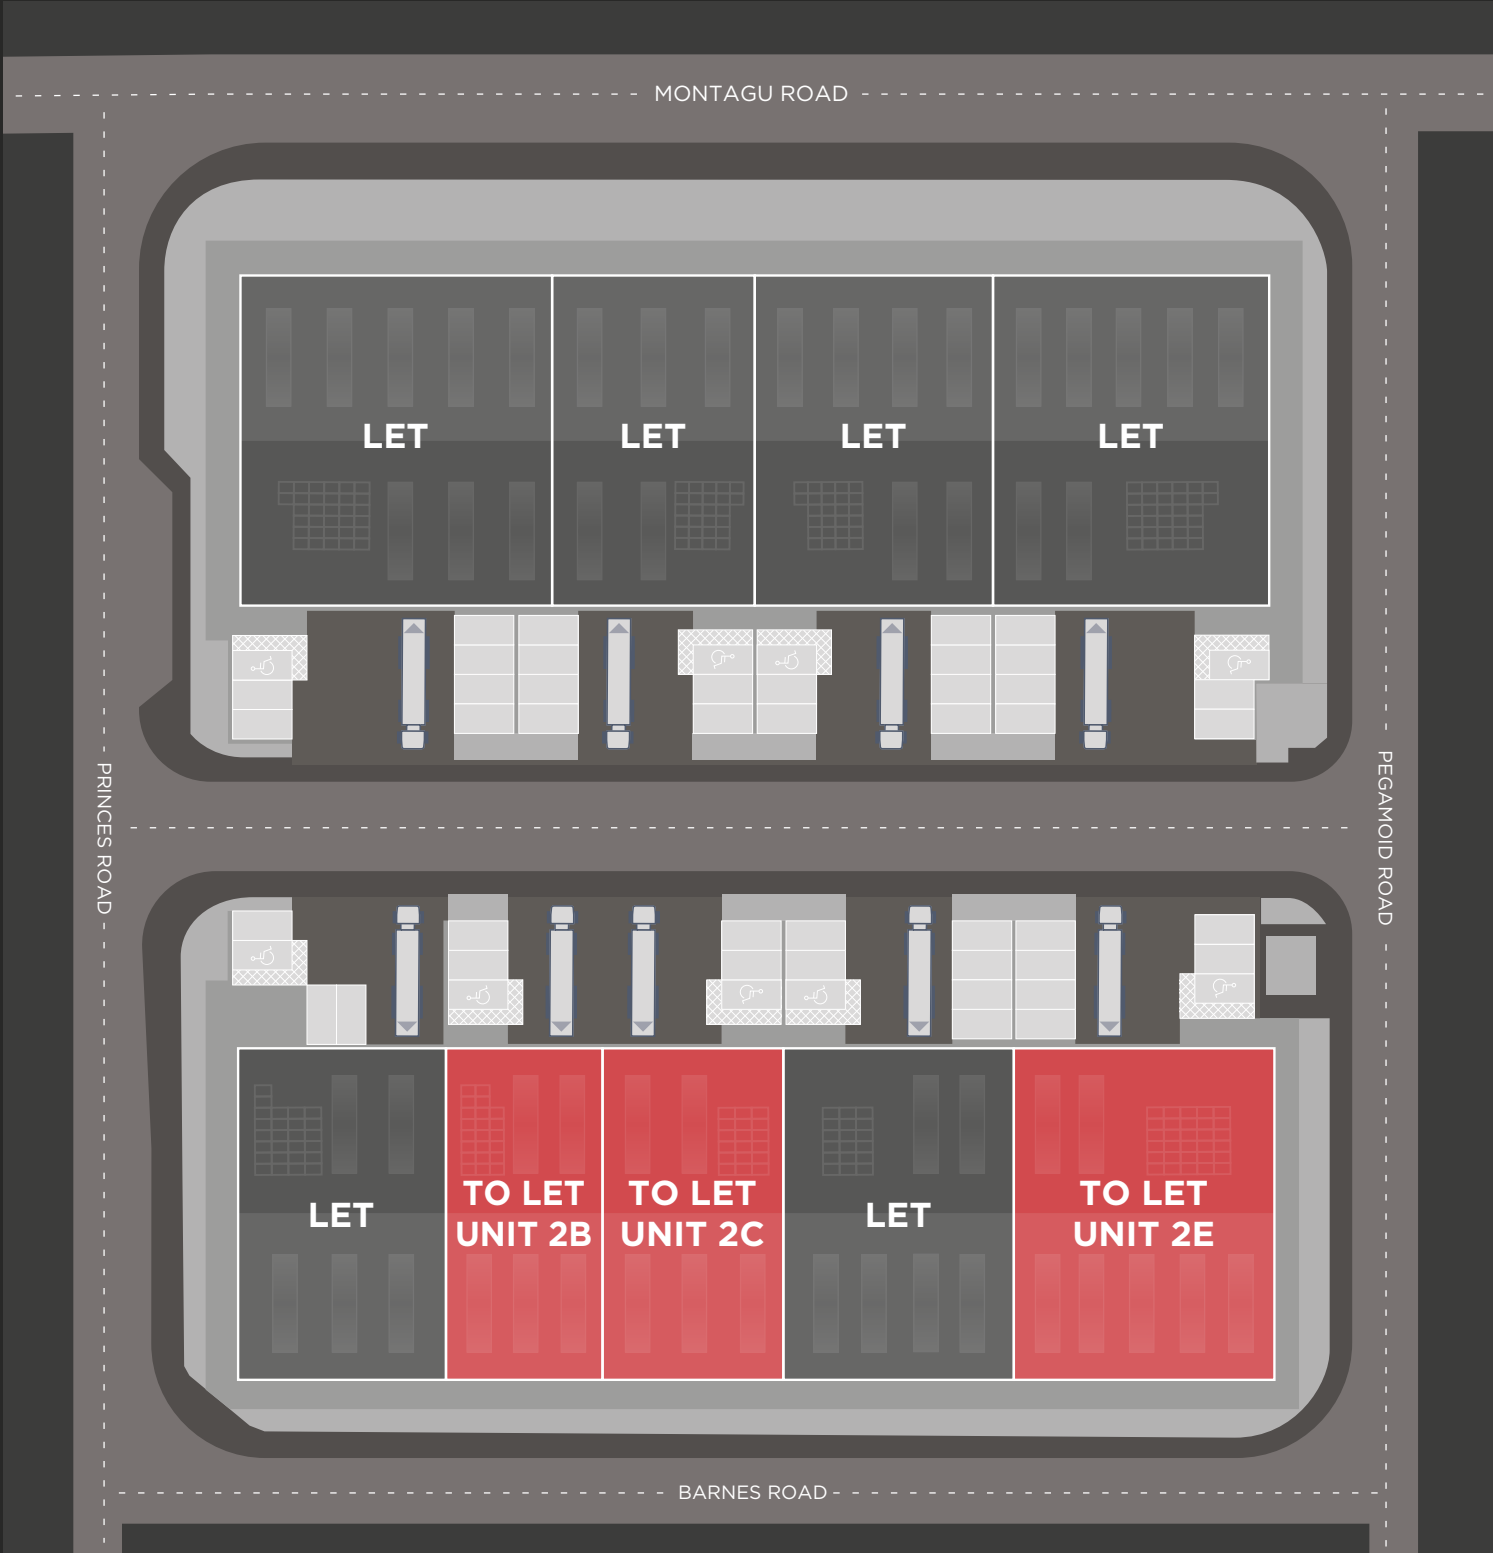 MONTAGU ROAD
LET
LET
LET
LET
PRINCES ROAD
PEGAMOID ROAD
LET
TO LET
UNIT 2B
TO LET
UNIT 2C
LET
TO LET
UNIT 2E
BARNES ROAD